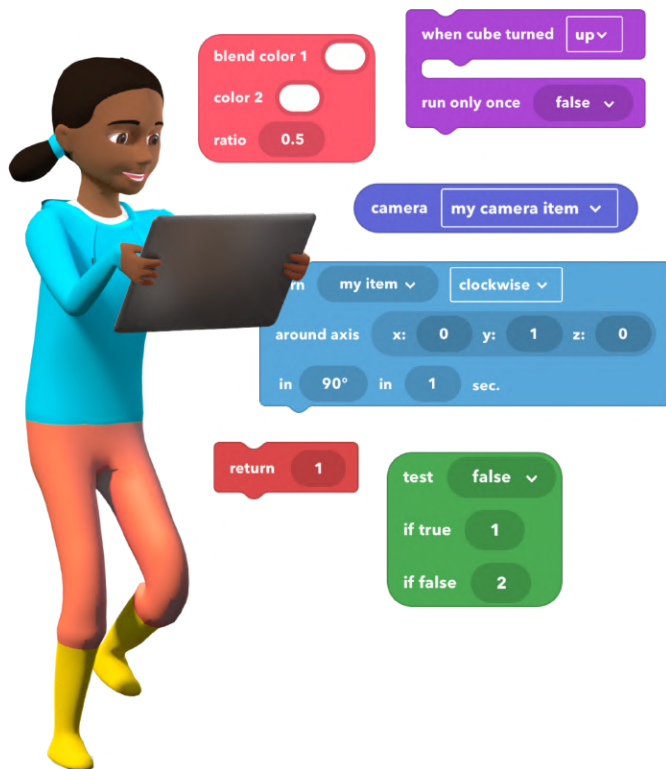 blend color 1
color 2
ratio 0.5
when cube turned up
run only once false
camera my camera item
my item clockwise
around axis x: 0 y: 1 z: 0
in 90° in 1 sec.
return 1
test false
if true 1
if false 2